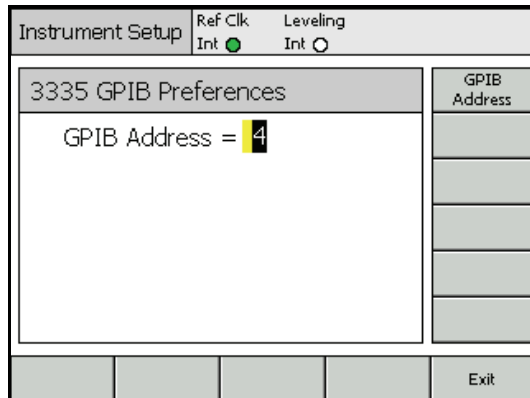 Instrument Setup
Ref Clk
Int
Leveling
Int
3335 GPIB Preferences
GPIB Address = 4
GPIB
Address
Exit